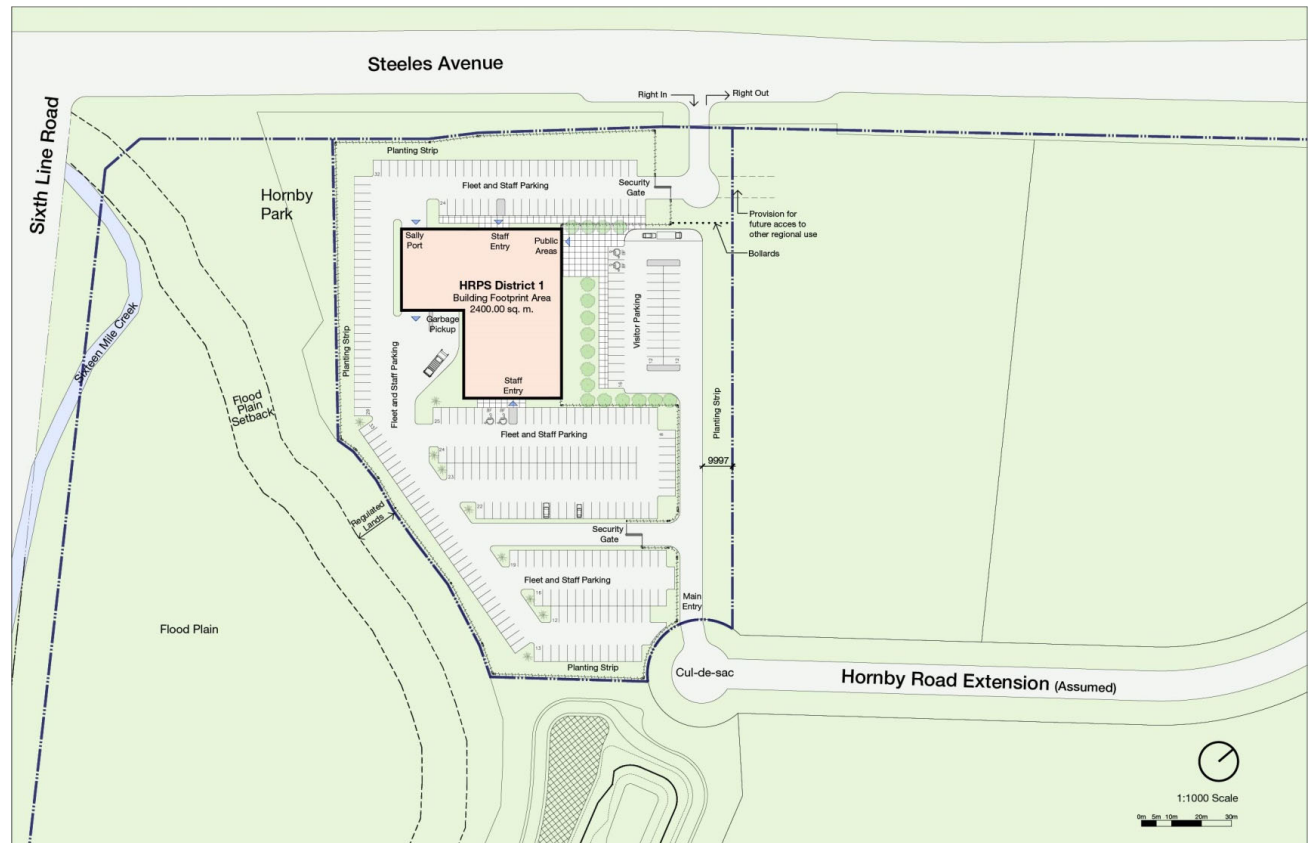 Steeles Avenue
Sixth Line Road
Right In
Right Out
Planting Strip
Hornby
Park
Fleet and Staff Parking
Security
Gate
Provision for
future acces to
other regional use
Bollards
Sally
Port
Staff
Entry
Public
Areas
HRPS District 1
Building Footprint Area
2400.00 sq. m.
Garbage
Pickup
Visitor Parking
Sixteen Mile Creek
Planting Strip
Fleet and Staff Parking
Flood
Plain
Setback
Staff
Entry
Planting Strip
25
Fleet and Staff Parking
24
23
9997
22
Regulated
Lands
Security
Gate
Fleet and Staff Parking
Main
Entry
Flood Plain
Planting Strip
Cul-de-sac
Hornby Road Extension (Assumed)
1:1000 Scale
0m 5m 10m 20m 30m